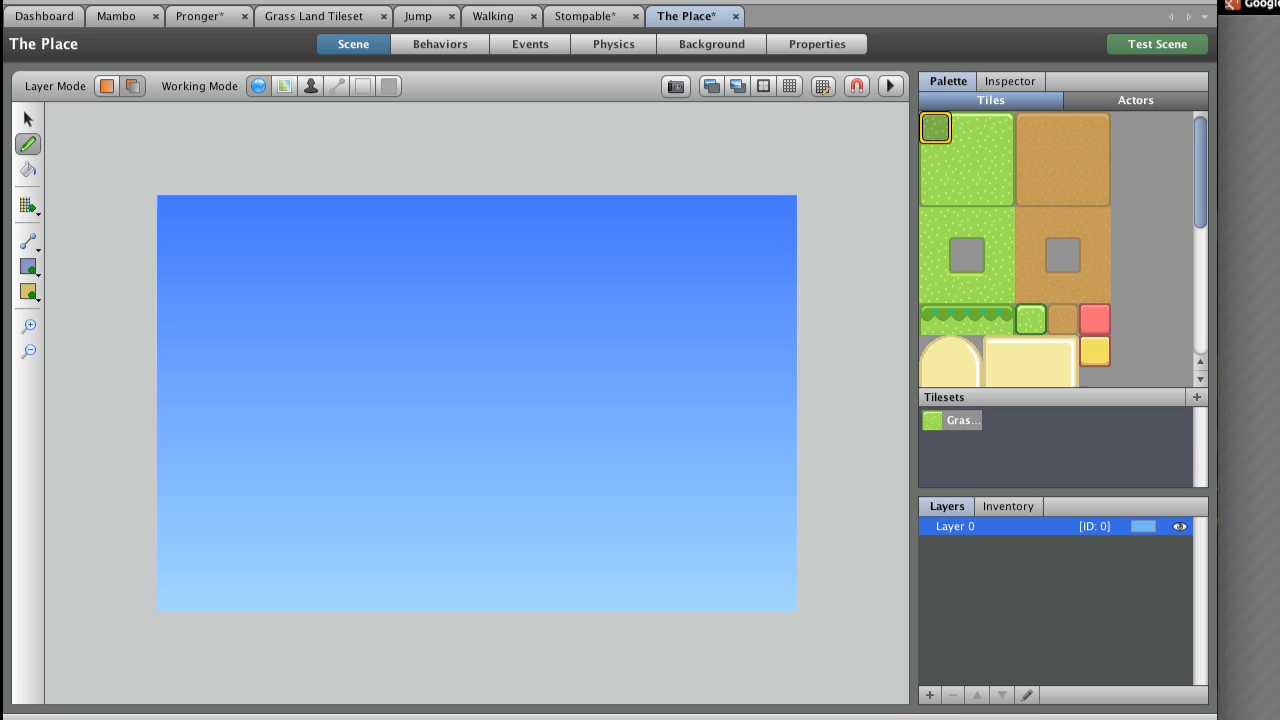 Dashboard Mambo Pronger* Grass Land Tileset Jump Walking Stompable* The Place*
Google
The Place Scene Behaviors Events Physics Background Properties Test Scene
Layer Mode Working Mode
Palette Inspector
Tiles Actors
Tilesets
Gras...
Layers Inventory
Layer 0 [ID: 0]